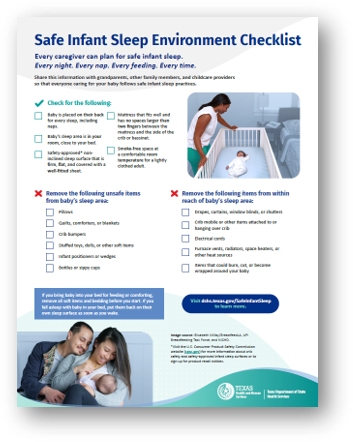 Safe Infant Sleep Environment Checklist
Every caregiver can plan for safe infant sleep.
Every night. Every nap. Every feeding. Every time.
Share this information with grandparents, other family members, and childcare providers
so that everyone caring for your baby follows safe infant sleep practices.
Check for the following:
Baby is placed on their back
for every sleep, including
naps.
Baby's sleep area is in your
room, close to your bed.
Safety-approved* non-
inclined sleep surface that is
firm, flat, and covered with a
well-fitted sheet.
Mattress that fits well and
has no spaces larger than
two fingers between the
mattress and the side of the
crib or bassinet.
Smoke-free space at
a comfortable room
temperature for a lightly
clothed adult.
Remove the following unsafe items
from baby's sleep area:
Pillows
Quilts, comforters, or blankets
Crib bumpers
Stuffed toys, dolls, or other soft items
Infant positioners or wedges
Bottles or sippy cups
Remove the following items from within
reach of baby's sleep area:
Drapes, curtains, window blinds, or shutters
Crib mobile or other items attached to or
hanging over crib
Electrical cords
Furnace vents, radiators, space heaters, or
other heat sources
Items that could burn, cut, or become
wrapped around your baby
If you bring baby into your bed for feeding or comforting,
remove all soft items and bedding before you start. If you
fall asleep with baby in your bed, put them back on their
own sleep surface as soon as you wake.
Visit dshs.texas.gov/SafeInfantSleep
to learn more.
Image source:
Breastfeeding Task Force, and
*Visit the U.S. Consumer Product Safety Commission
website (cpsc.gov) for more information about crib
safety and safety-approved infant sleep surfaces or to
sign up for product recall notices.
TEXAS
Health and Human
Services
Texas Department of State
Health Services